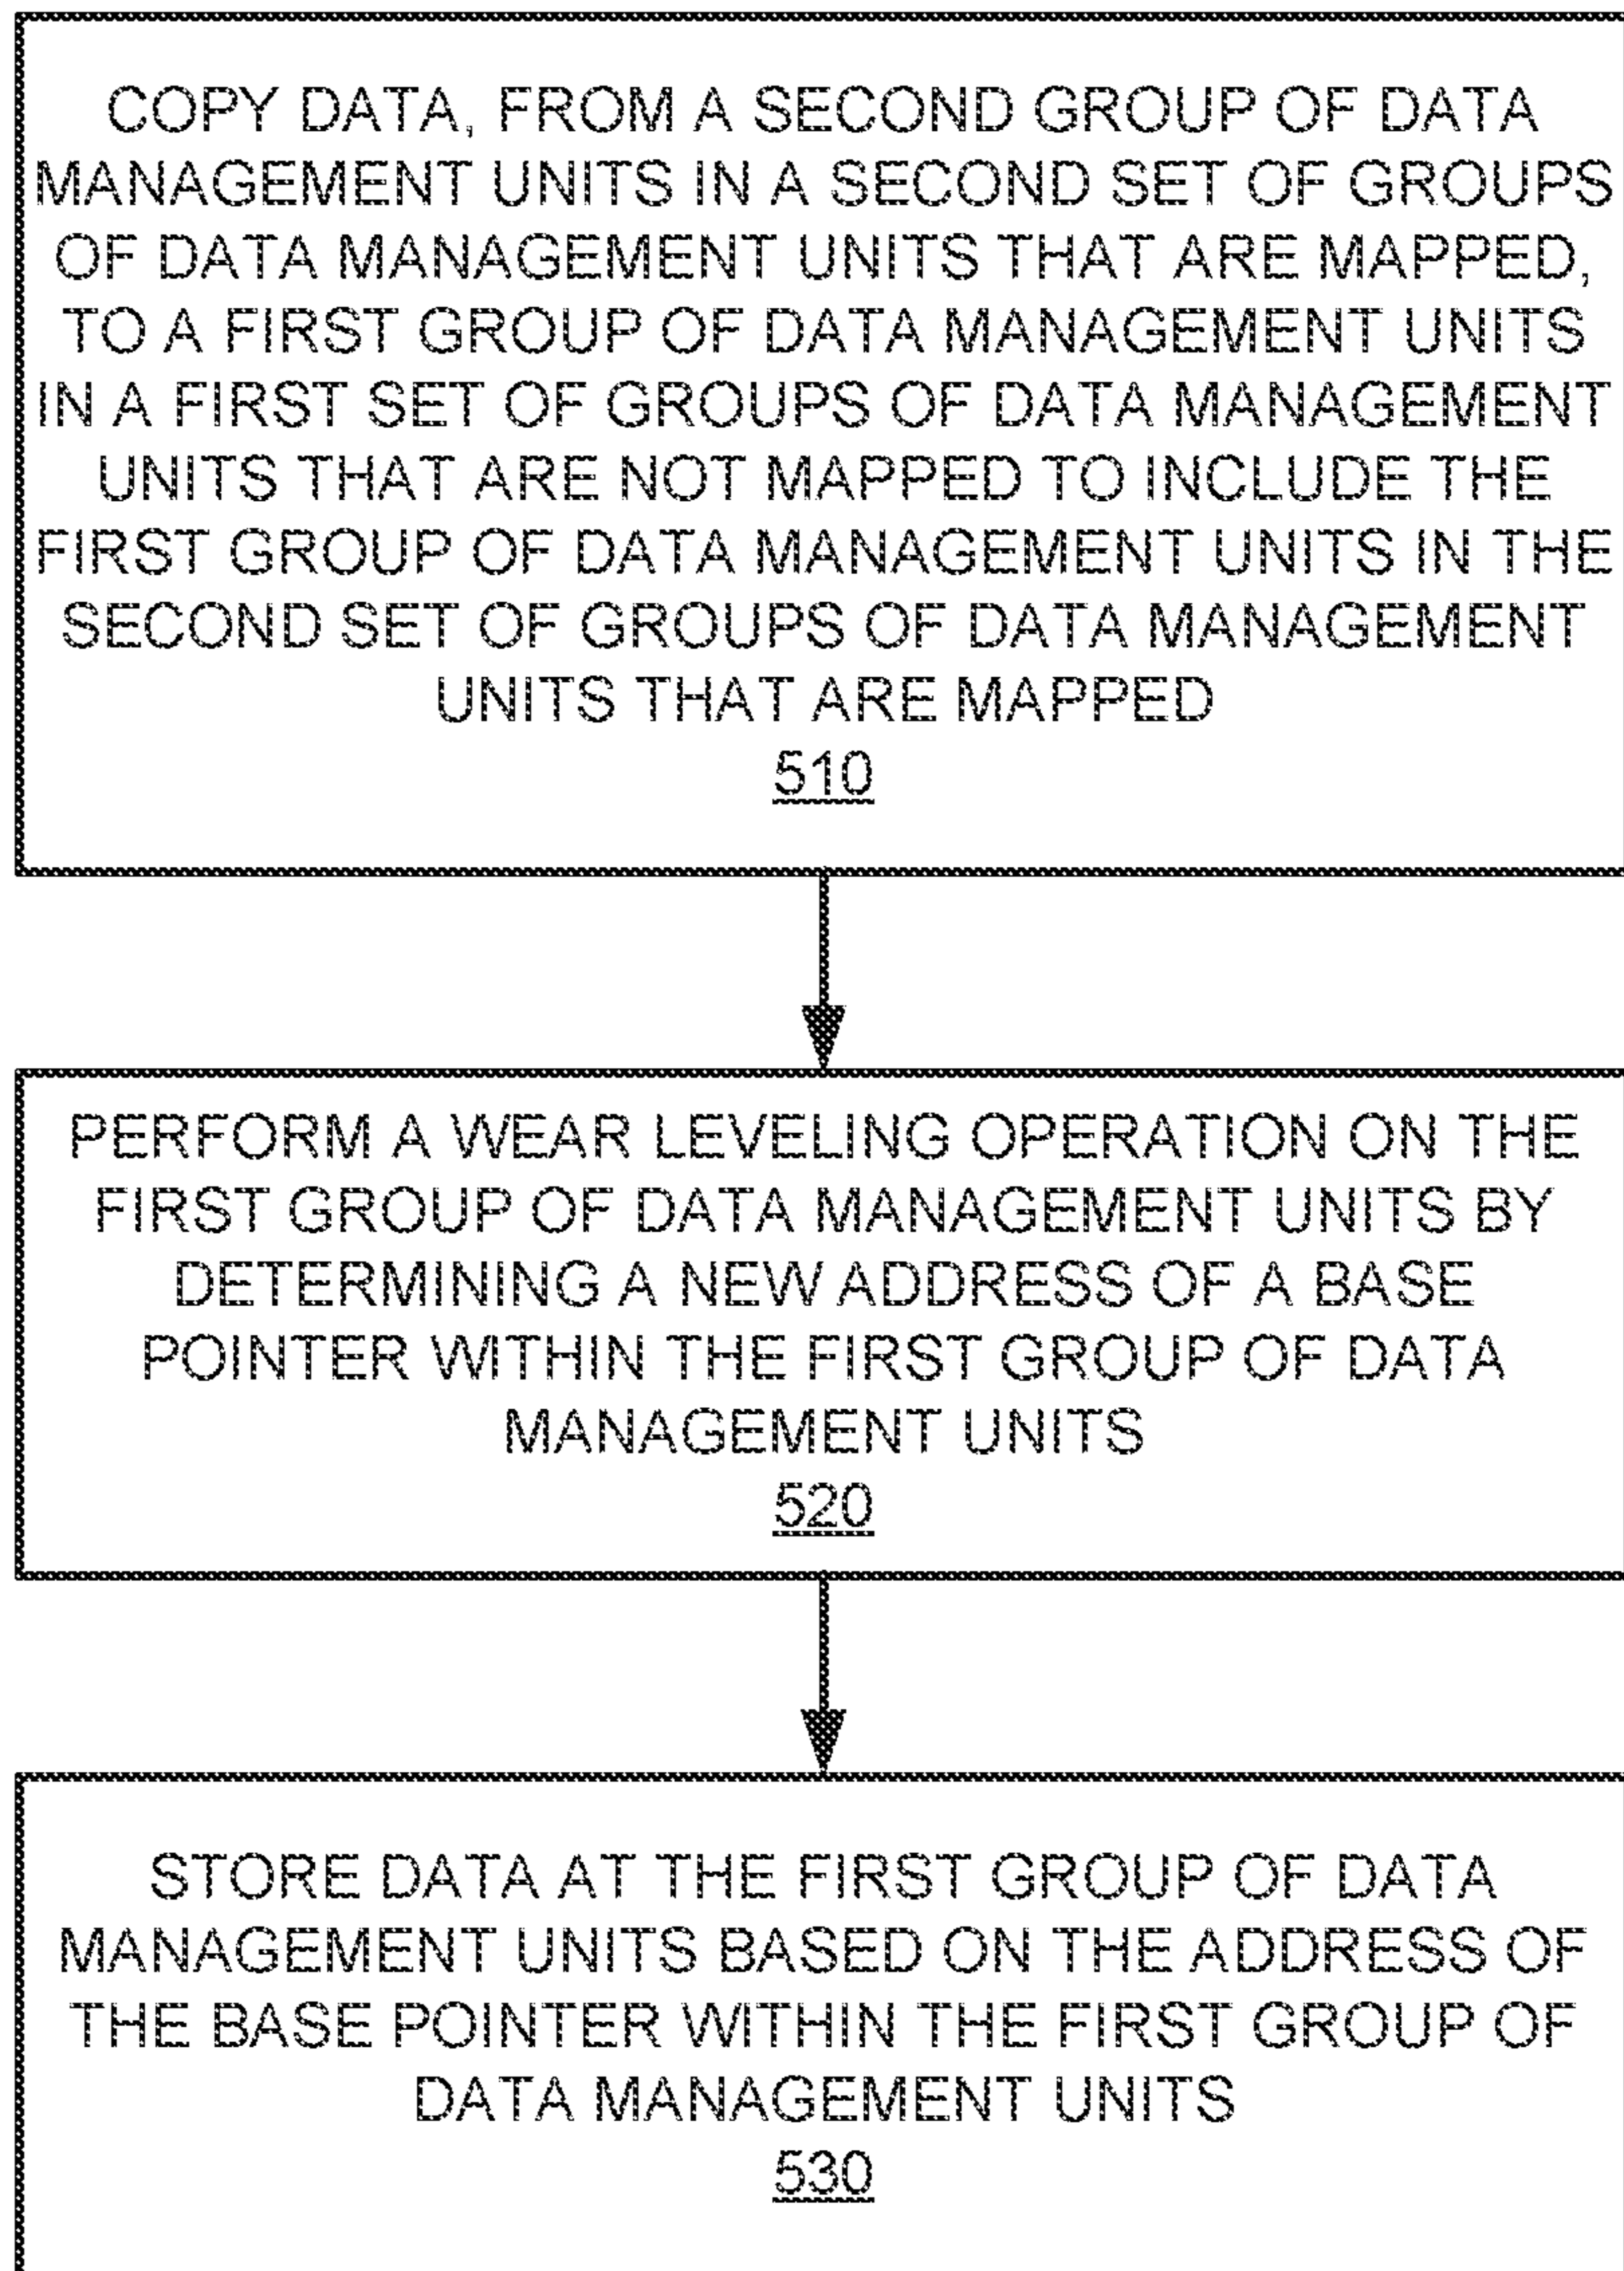 COPY DATA, FROM A SECOND GROUP OF DATA
MANAGEMENT UNITS IN A SECOND SET OF GROUPS
OF DATA MANAGEMENT UNITS THAT ARE MAPPED,
TO A FIRST GROUP OF DATA MANAGEMENT UNITS
IN A FIRST SET OF GROUPS OF DATA MANAGEMENT
UNITS THAT ARE NOT MAPPED TO INCLUDE THE
FIRST GROUP OF DATA MANAGEMENT UNITS IN THE
SECOND SET OF GROUPS OF DATA MANAGEMENT
UNITS THAT ARE MAPPED
510
PERFORM A WEAR LEVELING OPERATION ON THE
FIRST GROUP OF DATA MANAGEMENT UNITS BY
DETERMINING A NEW ADDRESS OF A BASE
POINTER WITHIN THE FIRST GROUP OF DATA
MANAGEMENT UNITS
520
STORE DATA AT THE FIRST GROUP OF DATA
MANAGEMENT UNITS BASED ON THE ADDRESS OF
THE BASE POINTER WITHIN THE FIRST GROUP OF
DATA MANAGEMENT UNITS
530